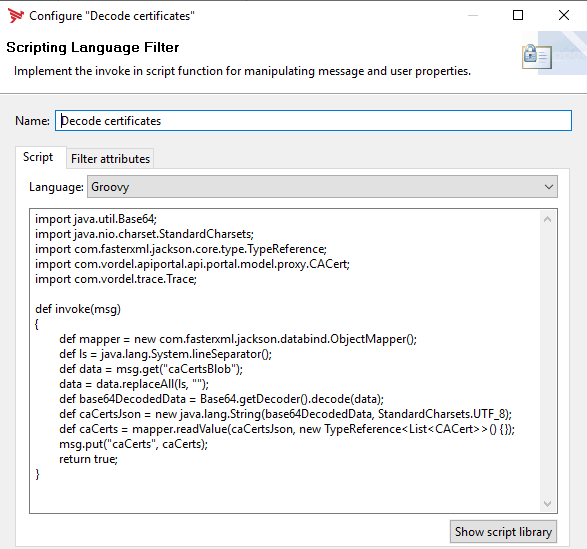 Configure "Decode certificates"
Scripting Language Filter
Implement the invoke in script function for manipulating message and user properties.
Name: Decode certificates
Script Filter attributes
Language: Groovy
import java.util.Base64;
import java.nio.charset.StandardCharsets;
import com.fasterxml.jackson.core.type.TypeReference;
import com.vordel.apiportal.api.portal.model.proxy.CACert;
import com.vordel.trace.Trace;
def invoke(msg)
{
def mapper = new com.fasterxml.jackson.databind.ObjectMapper();
def ls = java.lang.System.lineSeparator();
def data = msg.get("caCertsBlob");
data = data.replaceAll(ls, "");
def base64DecodedData = Base64.getDecoder().decode(data);
def caCertsJson = new java.lang.String(base64DecodedData, StandardCharsets.UTF_8);
def caCerts = mapper.readValue(caCertsJson, new TypeReference<List<CACert>>() {});
msg.put("caCerts", caCerts);
return true;
}
Show script library